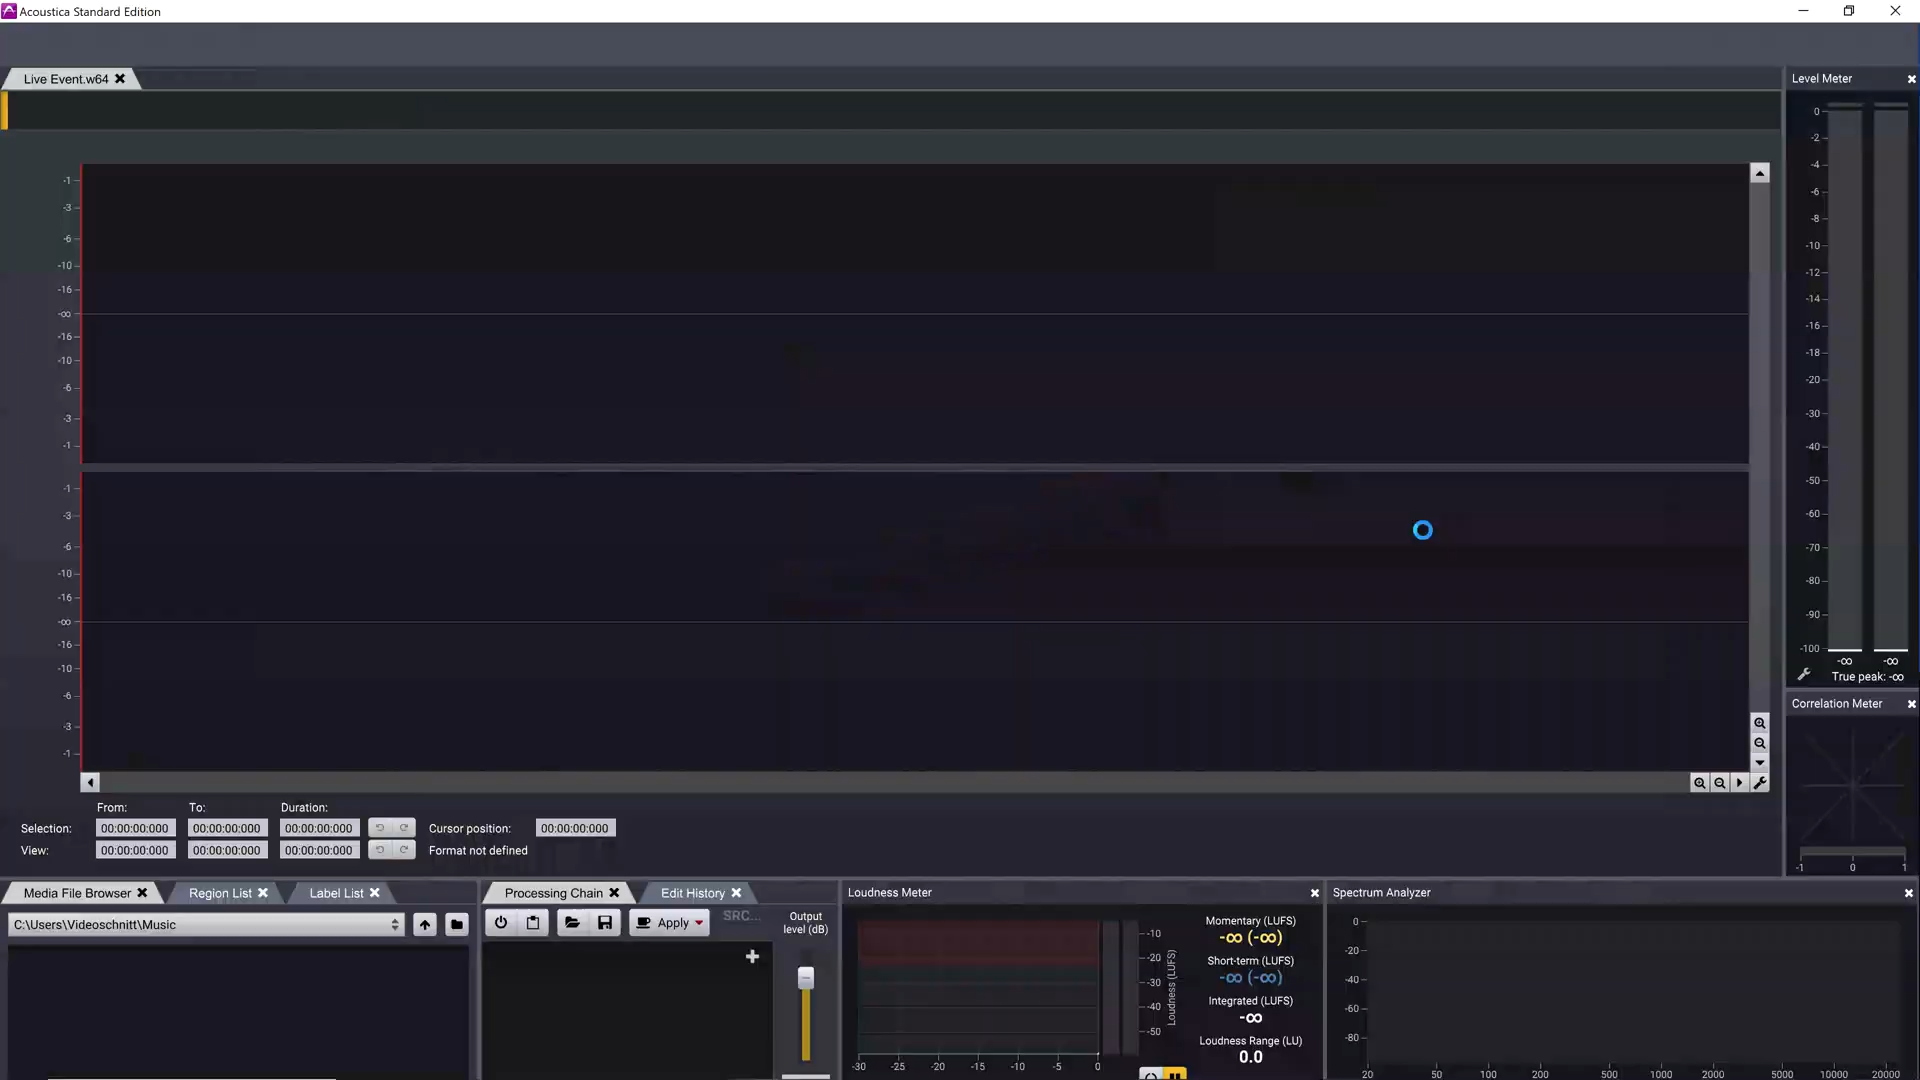 Acoustica Standard Edition
Live Event.w64
Level Meter
0
-2
-4
-6
-8
-10
-12
-14
-16
-18
-20
-30
-40
-50
-60
-70
-80
-90
-100
-∞ -∞
True peak: -∞
-1
-3
-6
-10
-16
-∞
-16
-10
-6
-3
-1
-1
-3
-6
-10
-16
-∞
-16
-10
-6
-3
-1
Correlation Meter
-1 0 1
From: To: Duration:
Selection: 00:00:00:000 00:00:00:000 00:00:00:000 Cursor position: 00:00:00:000
View: 00:00:00:000 00:00:00:000 00:00:00:000 Format not defined
Media File Browser Region List Label List
C:\Users\Videoschnitt\Music
Processing Chain Edit History
Apply SRC...
Output
level (dB)
Loudness Meter
-10
-20
-30
-40
-50
Loudness (LUFS)
-30 -25 -20 -15 -10 -5 0
Momentary (LUFS)
-∞ (-∞)
Short-term (LUFS)
-∞ (-∞)
Integrated (LUFS)
-∞
Loudness Range (LU)
0.0
Spectrum Analyzer
0
-20
-40
-60
-80
20 50 100 200 500 1000 2000 5000 10000 20000